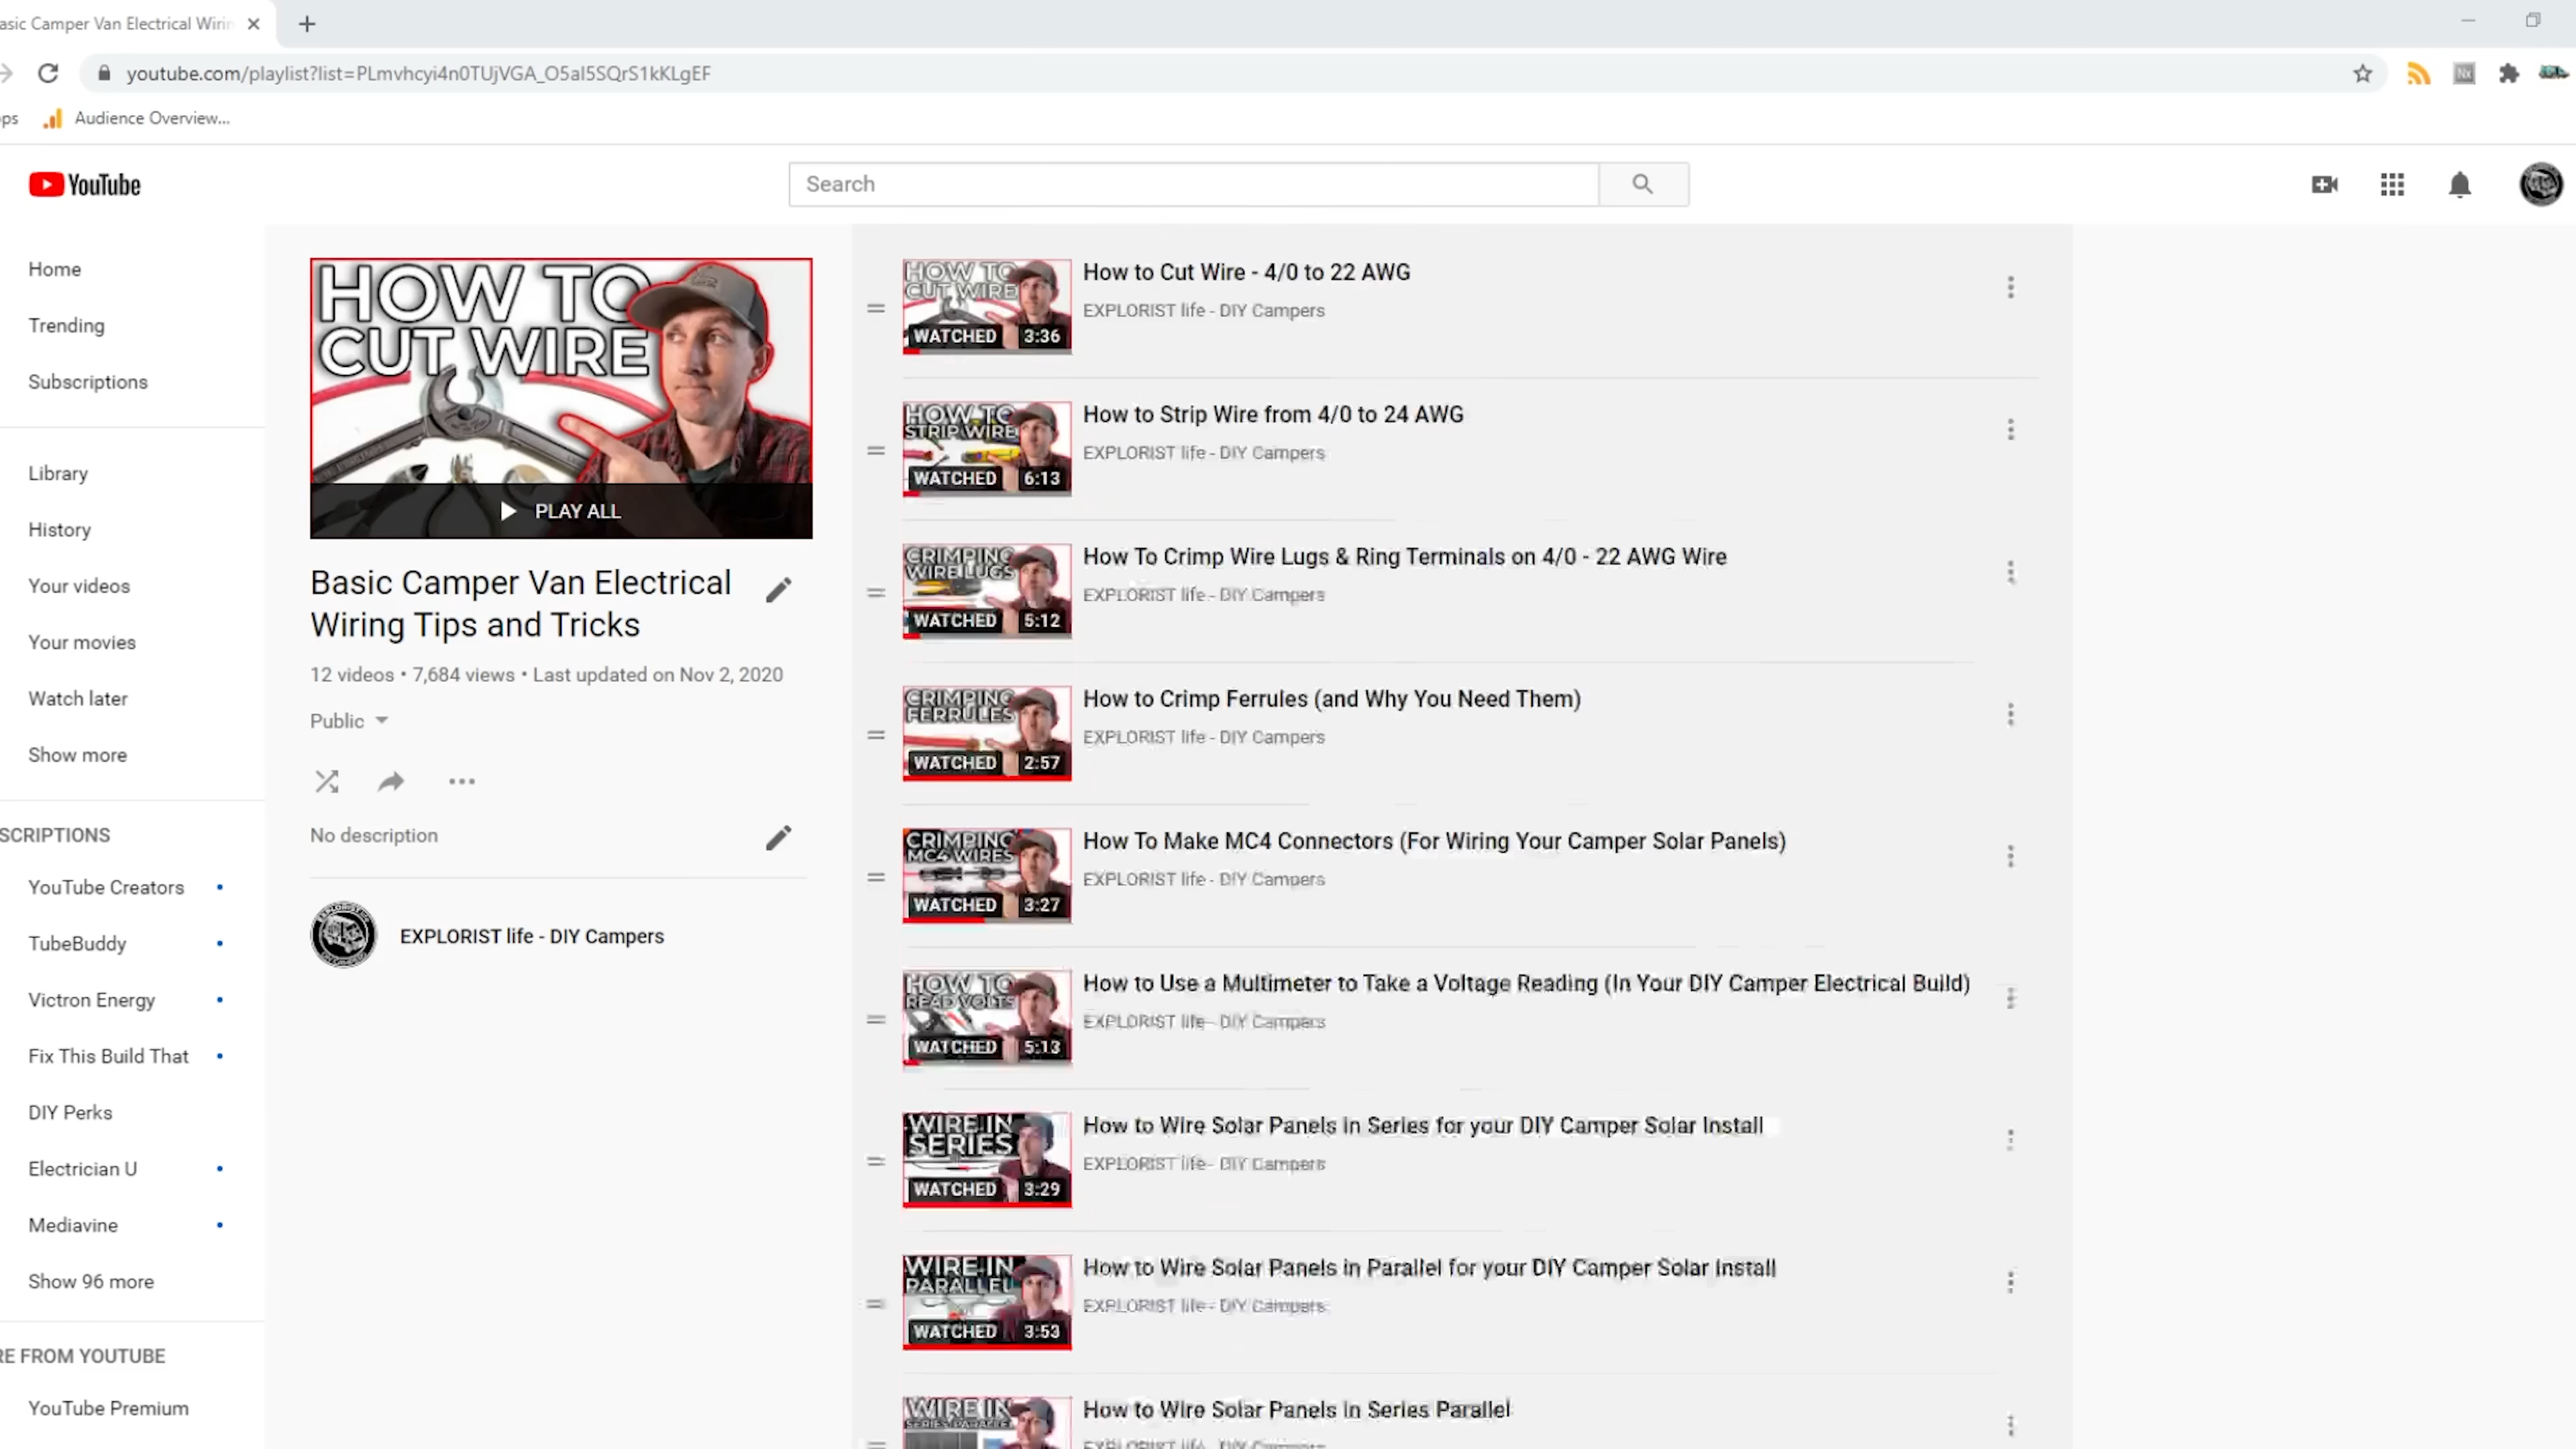 asic Camper Van Electrical Wirin
youtube.com/playlist?list=PLmvhcyi4n0TUjVGA_O5aI5SQrS1kKLgEF
ps
Audience Overview...
YouTube
Search
Home
Trending
Subscriptions
Library
History
Your videos
Your movies
Watch later
Show more
SCRIPTIONS
YouTube Creators
TubeBuddy
Victron Energy
Fix This Build That
DIY Perks
Electrician U
Mediavine
Show 96 more
RE FROM YOUTUBE
YouTube Premium
HOW TO
CUT WIRE
PLAY ALL
Basic Camper Van Electrical
Wiring Tips and Tricks
12 videos • 7,684 views • Last updated on Nov 2, 2020
Public
No description
EXPLORIST life - DIY Campers
HOW TO
CUT WIRE
WATCHED 3:36
How to Cut Wire - 4/0 to 22 AWG
EXPLORIST life - DIY Campers
HOW TO
STRIP WIRE
WATCHED 6:13
How to Strip Wire from 4/0 to 24 AWG
EXPLORIST life - DIY Campers
CRIMPING
WIRE LUGS
WATCHED 5:12
How To Crimp Wire Lugs & Ring Terminals on 4/0 - 22 AWG Wire
EXPLORIST life - DIY Campers
CRIMPING
FERRULES
WATCHED 2:57
How to Crimp Ferrules (and Why You Need Them)
EXPLORIST life - DIY Campers
CRIMPING
MC4 WIRES
WATCHED 3:27
How To Make MC4 Connectors (For Wiring Your Camper Solar Panels)
EXPLORIST life - DIY Campers
HOW TO
READ VOLTS
WATCHED 5:13
How to Use a Multimeter to Take a Voltage Reading (In Your DIY Camper Electrical Build)
EXPLORIST life - DIY Campers
WIRE IN
SERIES
WATCHED 3:29
How to Wire Solar Panels in Series for your DIY Camper Solar Install
EXPLORIST life - DIY Campers
WIRE IN
PARALLEL
WATCHED 3:53
How to Wire Solar Panels in Parallel for your DIY Camper Solar Install
EXPLORIST life - DIY Campers
WIRE IN
SERIES PARALLEL
How to Wire Solar Panels in Series Parallel
EXPLORIST life - DIY Campers